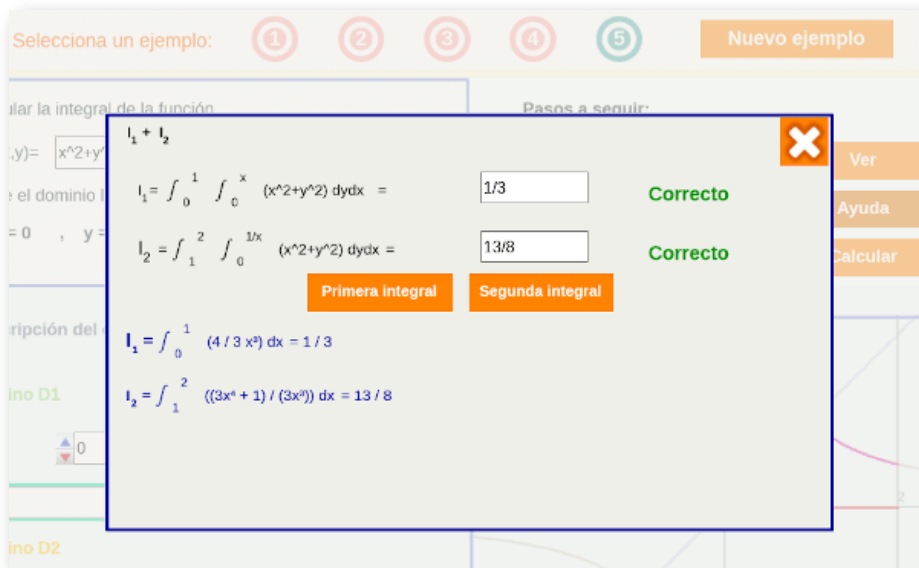 Selecciona un ejemplo: 1 2 3 4 5 Nuevo ejemplo
ular la integral de la función
Pasos a seguir:
,y)= x^2+y^
Ver
el dominio
Ayuda
= 0 , y =
Calcular
I₁ + I₂
I₁ = ∫₀¹ ∫₀ˣ (x^2+y^2) dydx = 1/3 Correcto
I₂ = ∫₁² ∫₀^1/x (x^2+y^2) dydx = 13/8 Correcto
Primera integral Segunda integral
I₁ = ∫₀¹ (4 / 3 x³) dx = 1 / 3
I₂ = ∫₁² ((3x⁴ + 1) / (3x³)) dx = 13 / 8
ripción del
ino D1
0
2
ino D2